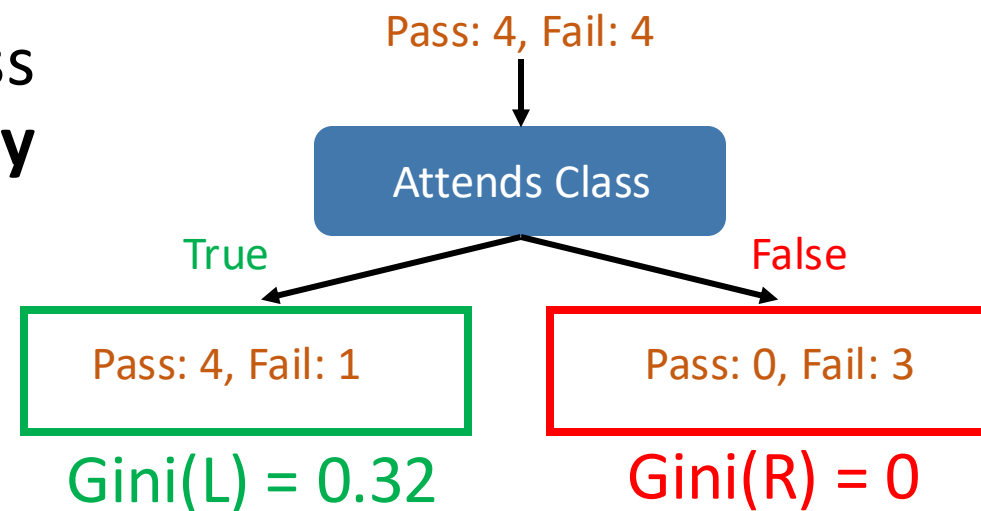 Pass: 4, Fail: 4
ss
y
Attends Class
True
False
Pass: 4, Fail: 1
Pass: 0, Fail: 3
Gini(L) = 0.32
Gini(R) = 0